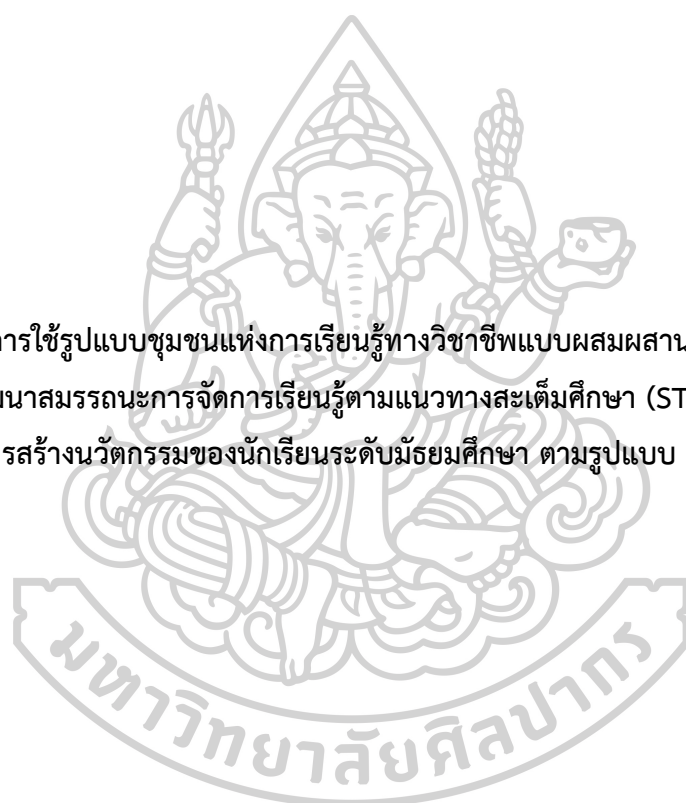 การใช้รูปแบบชุมชนแห่งการเรียนรู้ทางวิชาชีพแบบผสมผสาน
สมรรถนะการจัดการเรียนรู้ตามแนวทางสะเต็มศึกษา (ST
รสร้างนวัตกรรมของนักเรียนระดับมัธยมศึกษา ตามรูปแบบ
มหาวิทยาลัยศิลปากร